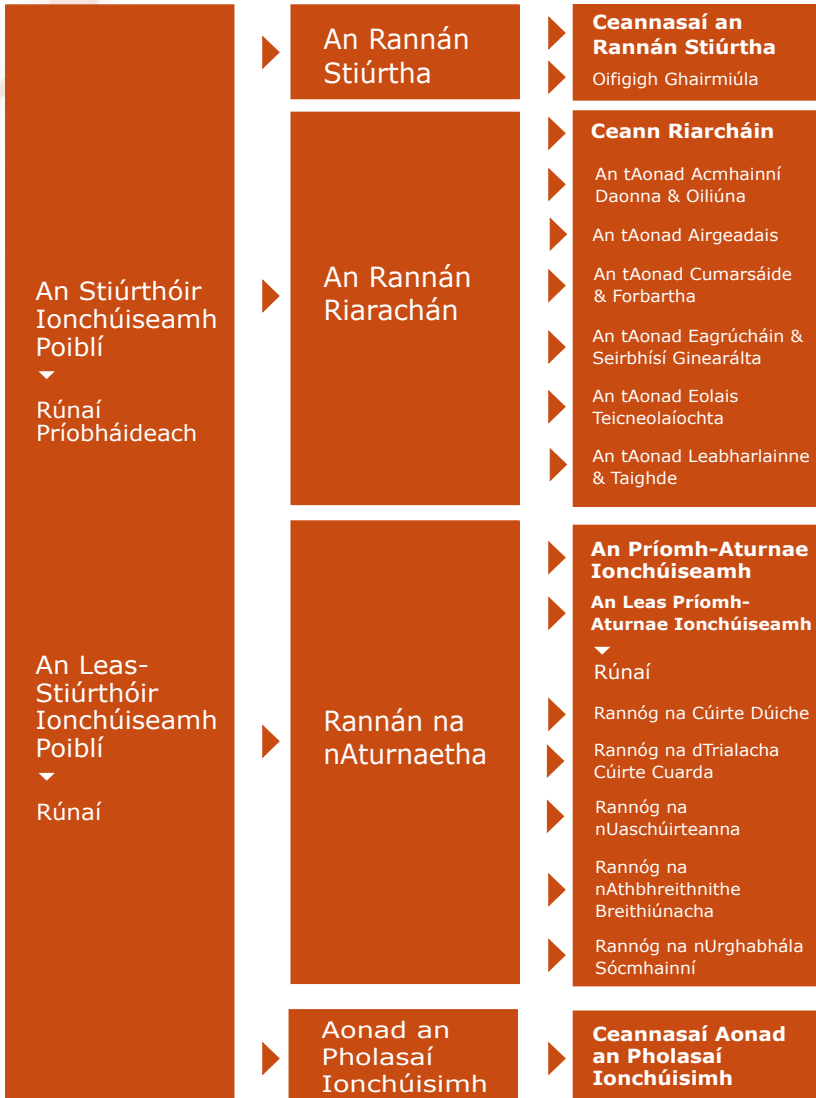 An Stiúrthóir
Ionchúiseamh
Poiblí
Rúnaí
Príobháideach
An Leas-
Stiúrthóir
Ionchúiseamh
Poiblí
Rúnaí
An Rannán
Stiúrtha
Ceannasaí an
Rannán Stiúrtha
Oifigigh Ghairmiúla
An Rannán
Riarachán
Ceann Riarcháin
An tAonad Acmhainní
Daonna & Oiliúna
An tAonad Airgeadais
An tAonad Cumarsáide
& Forbartha
An tAonad Eagrúcháin &
Seirbhísí Ginearálta
An tAonad Eolais
Teicneolaíochta
An tAonad Leabharlainne
& Taighde
Rannán na
nAturnaetha
An Príomh-Aturnae
Ionchúiseamh
An Leas Príomh-
Aturnae Ionchúiseamh
Rúnaí
Rannóg na Cúirte Dúiche
Rannóg na dTrialacha
Cúirte Cuarda
Rannóg na
nUaschúirteanna
Rannóg na
nAthbhreithnithe
Breithiúnacha
Rannóg na nUrghabhála
Sócmhainní
Aonad an
Pholasaí
Ionchúisimh
Ceannasaí Aonad
an Pholasaí
Ionchúisimh